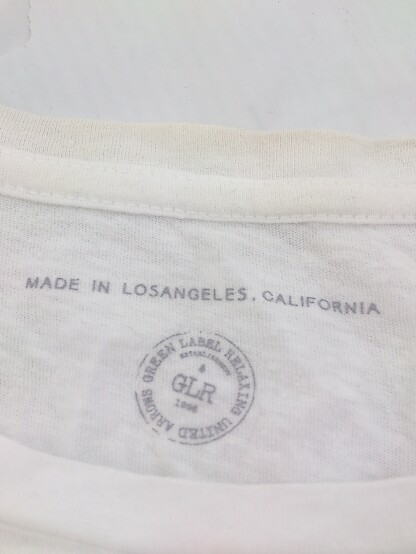 MADE IN LOSANGELES, CALIFORNIA
GREEN LABEL RELAXING UNITED ARROWS
&
GLR